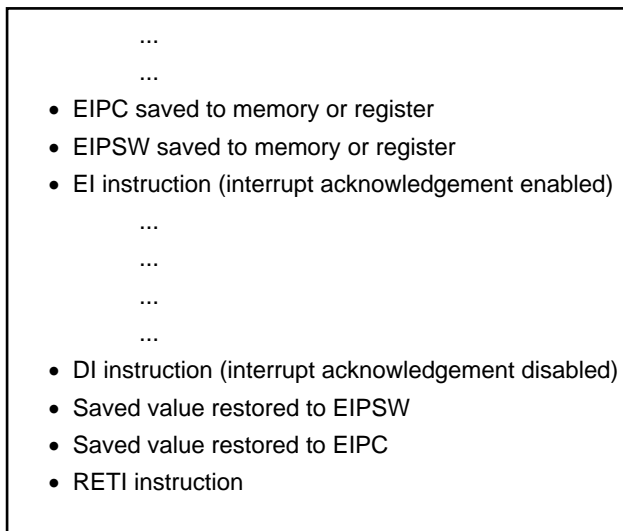 ...
...
• EIPC saved to memory or register
• EIPSW saved to memory or register
• EI instruction (interrupt acknowledgement enabled)
...
...
...
...
• DI instruction (interrupt acknowledgement disabled)
• Saved value restored to EIPSW
• Saved value restored to EIPC
• RETI instruction